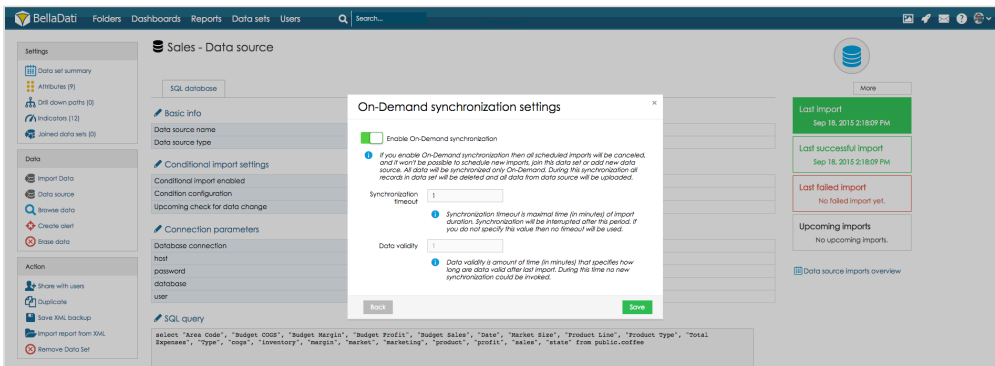 BellaDati Folders Dashboards Reports Data sets Users Search...
Settings
Data set summary
Attributes (9)
Drill down paths (0)
Indicators (12)
Joined data sets (0)
Data
Import Data
Data source
Browse data
Create alert
Erase data
Action
Share with users
Duplicate
Save XML backup
Import report from XML
Remove Data Set
Sales - Data source
SQL database
Basic info
Data source name
Data source type
Conditional import settings
Conditional import enabled
Condition configuration
Upcoming check for data change
Connection parameters
Database connection
host
password
database
user
SQL query
select "Area Code", "Budget COGS", "Budget Margin", "Budget Profit", "Budget Sales", "Date", "Market Size", "Product Line", "Product Type", "Total
Expenses", "Type", "cogs", "inventory", "margin", "market", "marketing", "product", "profit", "sales", "state" from public.coffee
On-Demand synchronization settings ×
Enable On-Demand synchronization
If you enable On-Demand synchronization then all scheduled imports will be canceled,
and it won't be possible to schedule new imports, join this data set or add new data
source. All data will be synchronized only On-Demand. During this synchronization all
records in data set will be deleted and all data from data source will be uploaded.
Synchronization
timeout
1
Synchronization timeout is maximal time (in minutes) of import
duration. Synchronization will be interrupted after this period. If
you do not specify this value then no timeout will be used.
Data validity
1
Data validity is amount of time (in minutes) that specifies how
long are data valid after last import. During this time no new
synchronization could be invoked.
Back
Save
More
Last import
Sep 18, 2015 2:18:09 PM
Last successful import
Sep 18, 2015 2:18:09 PM
Last failed import
No failed import yet.
Upcoming imports
No upcoming imports.
Data source imports overview